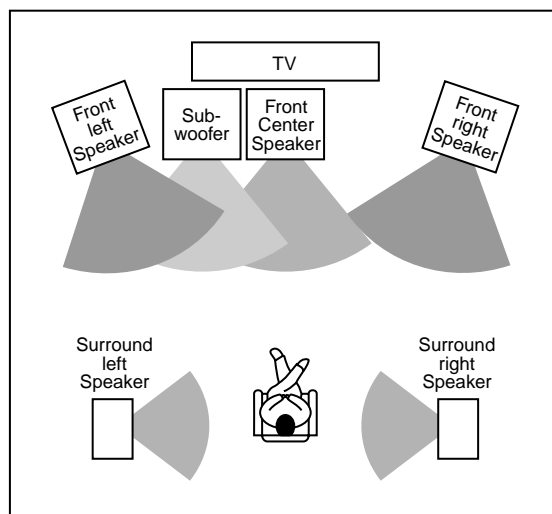 TV
Front
left
Speaker
Sub-
woofer
Front
Center
Speaker
Front
right
Speaker
Surround
left
Speaker
Surround
right
Speaker